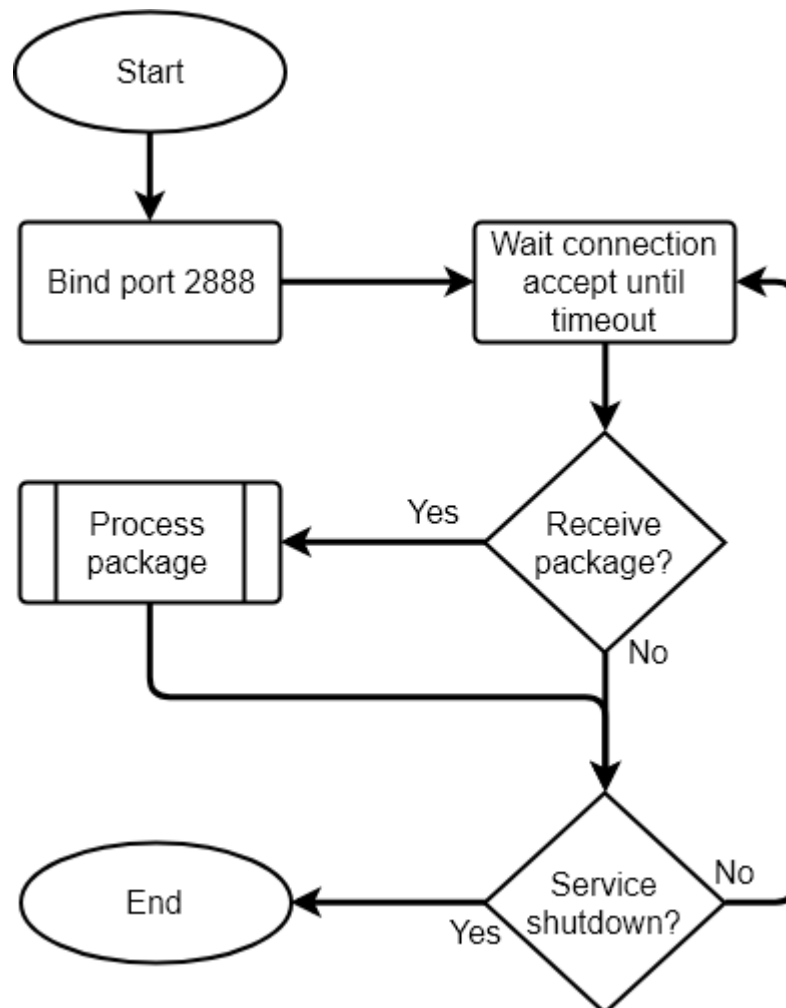 Start
Bind port 2888
Wait connection
accept until
timeout
Receive
package?
Yes
Process
package
No
Service
shutdown?
No
Yes
End